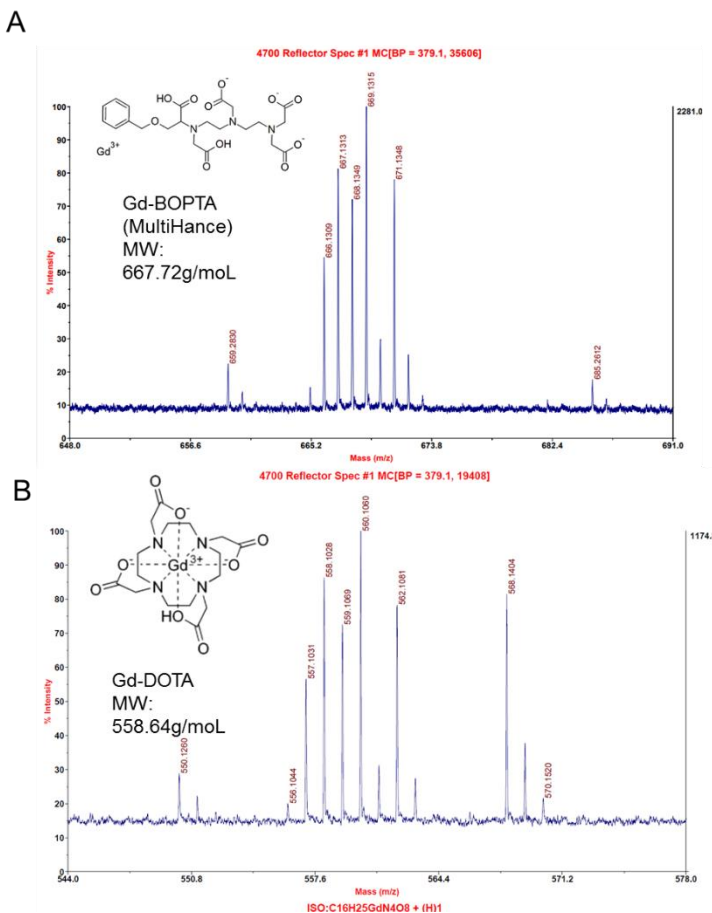 A
4700 Reflector Spec #1 MC[BP = 379.1, 35606]
% Intensity
100
90
80
70
60
50
40
30
20
10
0
2281.0
659.2830
666.1309
667.1313
668.1349
669.1315
671.1348
685.2612
HO
O
O-
O
O-
O
O
N
N
N
O-
OH
O
O
Gd3+
Gd-BOPTA
(MultiHance)
MW:
667.72g/moL
648.0
656.6
665.2
673.8
682.4
691.0
Mass (m/z)
B
4700 Reflector Spec #1 MC[BP = 379.1, 19408]
% Intensity
100
90
80
70
60
50
40
30
20
10
0
1174.
550.1260
556.1044
557.1031
558.1028
559.1069
560.1060
562.1081
568.1404
570.1520
O
O-
O-
O
N
N
Gd3+
O
O-
N
N
HO
O
Gd-DOTA
MW:
558.64g/moL
544.0
550.8
557.6
564.4
571.2
578.0
Mass (m/z)
ISO:C16H25GdN4O8 + (H)1